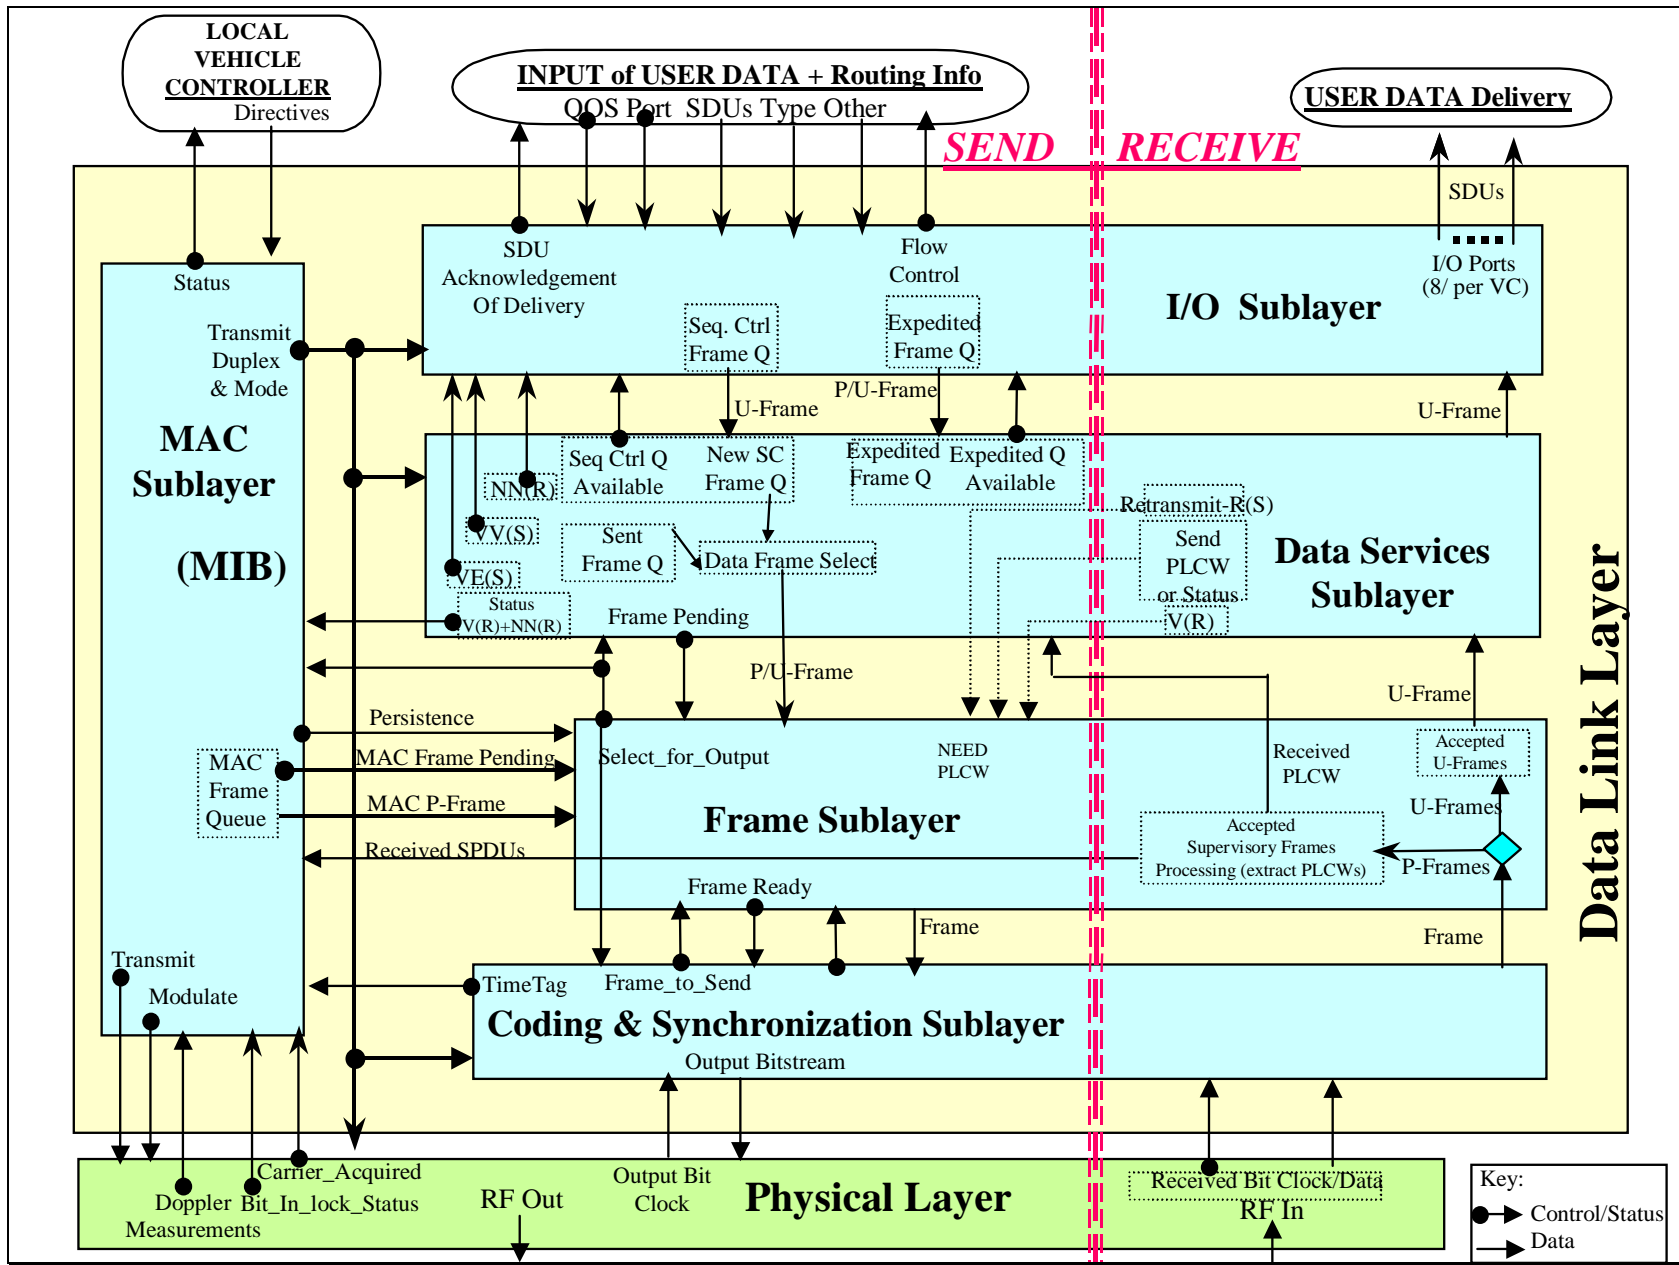 LOCAL
VEHICLE
CONTROLLER
Directives
INPUT of USER DATA + Routing Info
QOS Port SDUs Type Other
USER DATA Delivery
SEND
RECEIVE
SDUs
Status
SDU
Acknowledgement
Of Delivery
Flow
Control
I/O Ports
(8/ per VC)
I/O Sublayer
Seq. Ctrl
Frame Q
Expedited
Frame Q
Transmit
Duplex
& Mode
U-Frame
P/U-Frame
U-Frame
MAC
Sublayer
(MIB)
Seq Ctrl Q
Available
New SC
Frame Q
Expedited
Frame Q
Expedited Q
Available
NN(R)
VV(S)
VE(S)
Status
V(R)+NN(R)
Sent
Frame Q
Data Frame Select
Retransmit-R(S)
Send
PLCW
or Status
V(R)
Data Services
Sublayer
Frame Pending
P/U-Frame
U-Frame
Data Link Layer
Persistence
MAC Frame Pending
MAC P-Frame
Received SPDUs
MAC
Frame
Queue
Select_for_Output
NEED
PLCW
Received
PLCW
Accepted
U-Frames
U-Frames
P-Frames
Frame Sublayer
Accepted
Supervisory Frames
Processing (extract PLCWs)
Frame Ready
Frame
Frame
Transmit
Modulate
TimeTag
Frame_to_Send
Coding & Synchronization Sublayer
Output Bitstream
Carrier_Acquired
Doppler
Measurements
Bit_In_lock_Status
RF Out
Output Bit
Clock
Physical Layer
Received Bit Clock/Data
RF In
Key:
Control/Status
Data